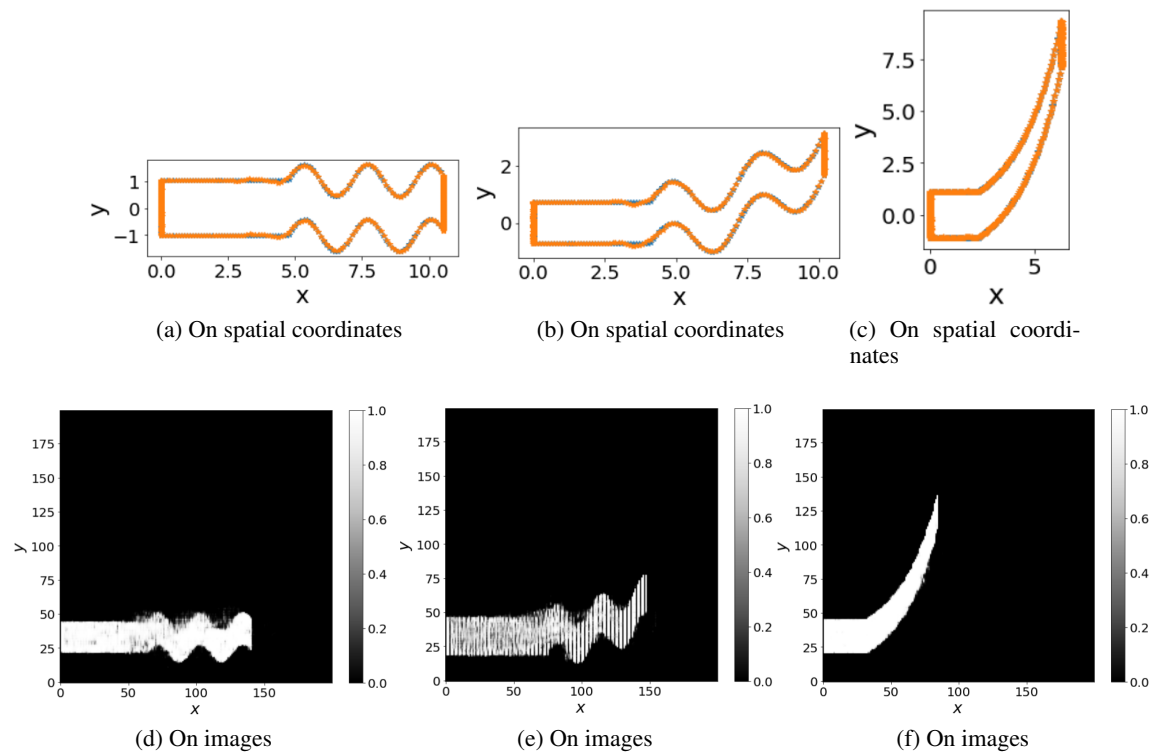 y
1
0
−1
0.0 2.5 5.0 7.5 10.0
x
(a) On spatial coordinates
y
2
0
0.0 2.5 5.0 7.5 10.0
x
(b) On spatial coordinates
y
7.5
5.0
2.5
0.0
0 5
x
(c) On spatial coordi-
nates
y
175
150
125
100
75
50
25
0
0 50 100 150
x
1.0
0.8
0.6
0.4
0.2
0.0
(d) On images
y
175
150
125
100
75
50
25
0
0 50 100 150
x
1.0
0.8
0.6
0.4
0.2
0.0
(e) On images
y
175
150
125
100
75
50
25
0
0 50 100 150
x
1.0
0.8
0.6
0.4
0.2
0.0
(f) On images